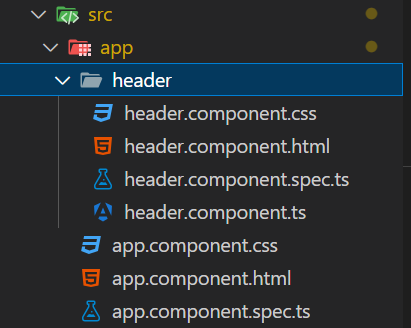 src
app
header
header.component.css
header.component.html
header.component.spec.ts
header.component.ts
app.component.css
app.component.html
app.component.spec.ts